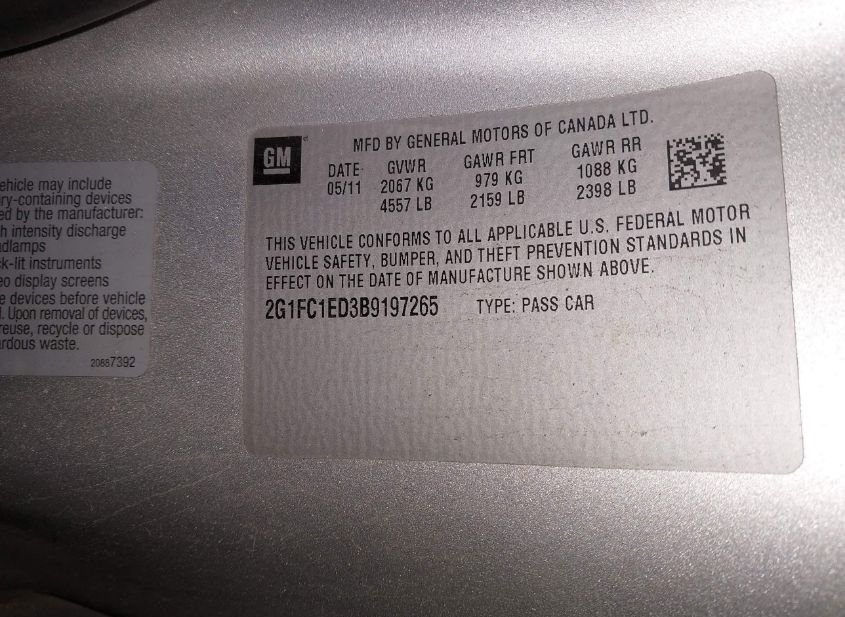 ehicle may include
ry-containing devices
ed by the manufacturer:
h intensity discharge
adlamps
k-lit instruments
eo display screens
e devices before vehicle
l. Upon removal of devices,
reuse, recycle or dispose
ardous waste.
20887392
GM
MFD BY GENERAL MOTORS OF CANADA LTD.
DATE GVWR GAWR FRT GAWR RR
05/11 2067 KG 979 KG 1088 KG
4557 LB 2159 LB 2398 LB
THIS VEHICLE CONFORMS TO ALL APPLICABLE U.S. FEDERAL MOTOR
VEHICLE SAFETY, BUMPER, AND THEFT PREVENTION STANDARDS IN
EFFECT ON THE DATE OF MANUFACTURE SHOWN ABOVE.
2G1FC1ED3B9197265 TYPE: PASS CAR